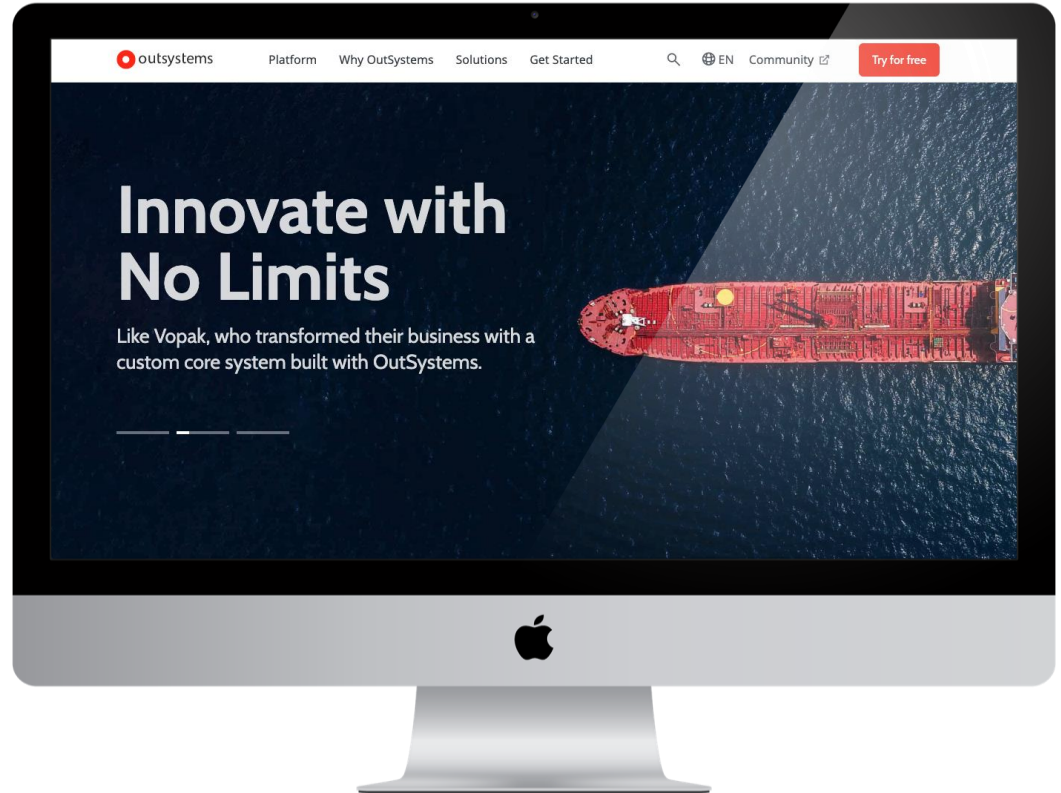 outsystems
Platform
Why OutSystems
Solutions
Get Started
EN
Community
Try for free
Innovate with
No Limits
Like Vopak, who transformed their business with a
custom core system built with OutSystems.